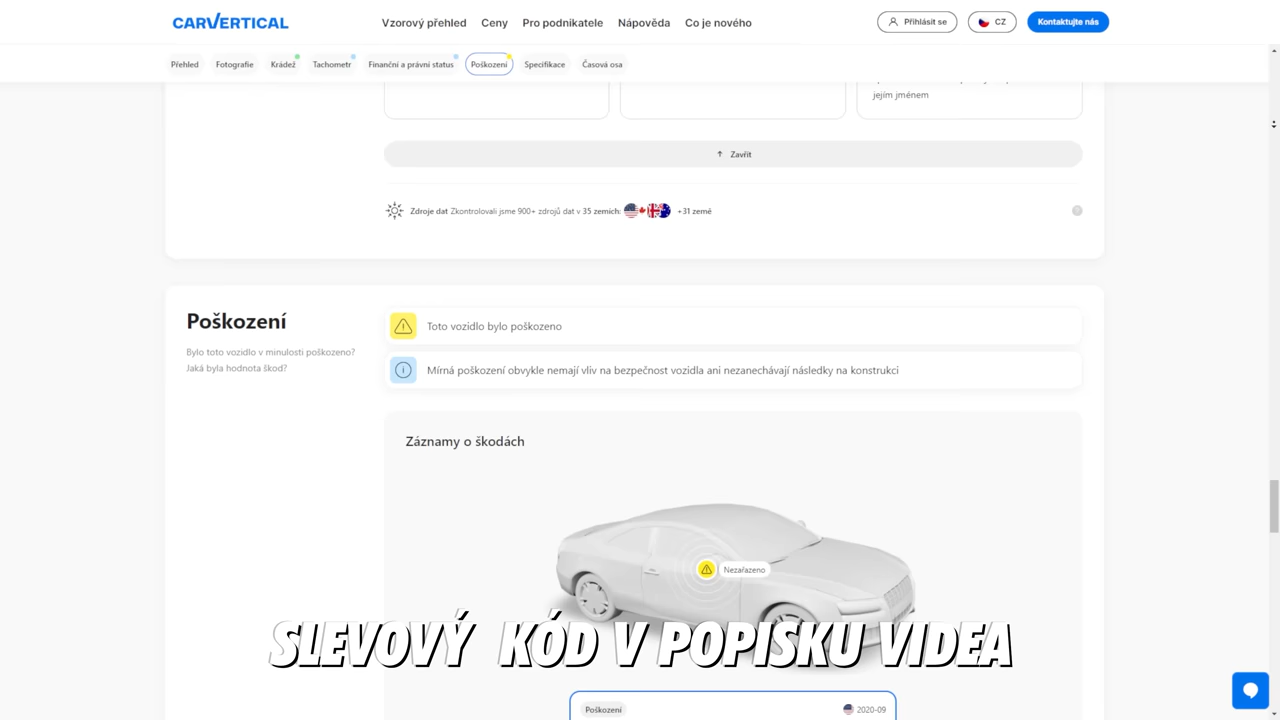 CARVERTICAL
Vzorový přehled Ceny Pro podnikatele Nápověda Co je nového
Přihlásit se CZ Kontaktujte nás
Přehled Fotografie Krádež Tachometr Finanční a právní status Poškození Specifikace Časová osa
jejím jménem
↑ Zavřít
Zdroje dat Zkontrolovali jsme 900+ zdrojů dat v 35 zemích: +31 země ?
Poškození
Bylo toto vozidlo v minulosti poškozeno?
Jaká byla hodnota škod?
Toto vozidlo bylo poškozeno
Mírná poškození obvykle nemají vliv na bezpečnost vozidla ani nezanechávají následky na konstrukci
Záznamy o škodách
Nezařazeno
SLEVOVÝ KÓD V POPISKU VIDEA
Poškození 2020-09